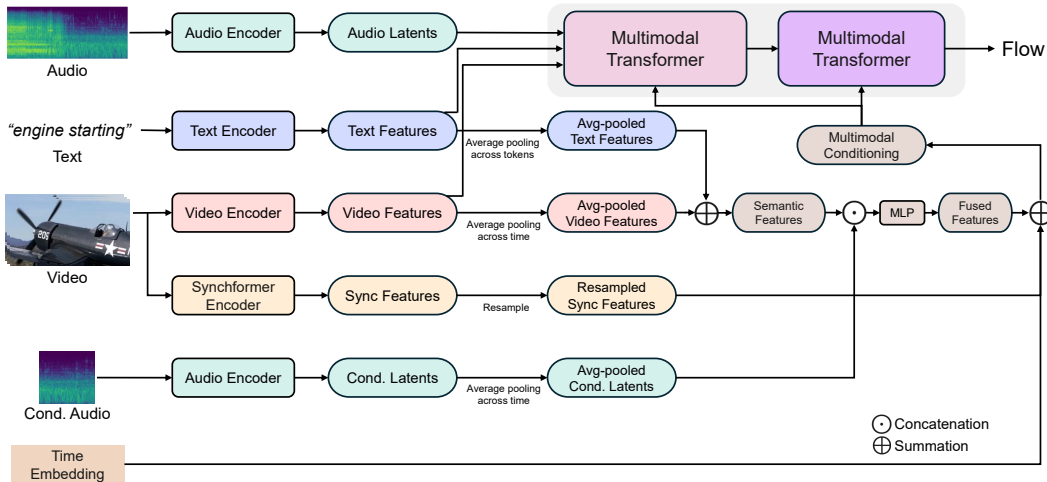 Audio
Audio Encoder
Audio Latents
Multimodal
Transformer
Multimodal
Transformer
Flow
"engine starting"
Text
Text Encoder
Text Features
Average pooling
across tokens
Avg-pooled
Text Features
Multimodal
Conditioning
205
Video
Video Encoder
Video Features
Average pooling
across time
Avg-pooled
Video Features
Semantic
Features
MLP
Fused
Features
Synchformer
Encoder
Sync Features
Resample
Resampled
Sync Features
Cond. Audio
Audio Encoder
Cond. Latents
Average pooling
across time
Avg-pooled
Cond. Latents
Concatenation
Summation
Time
Embedding